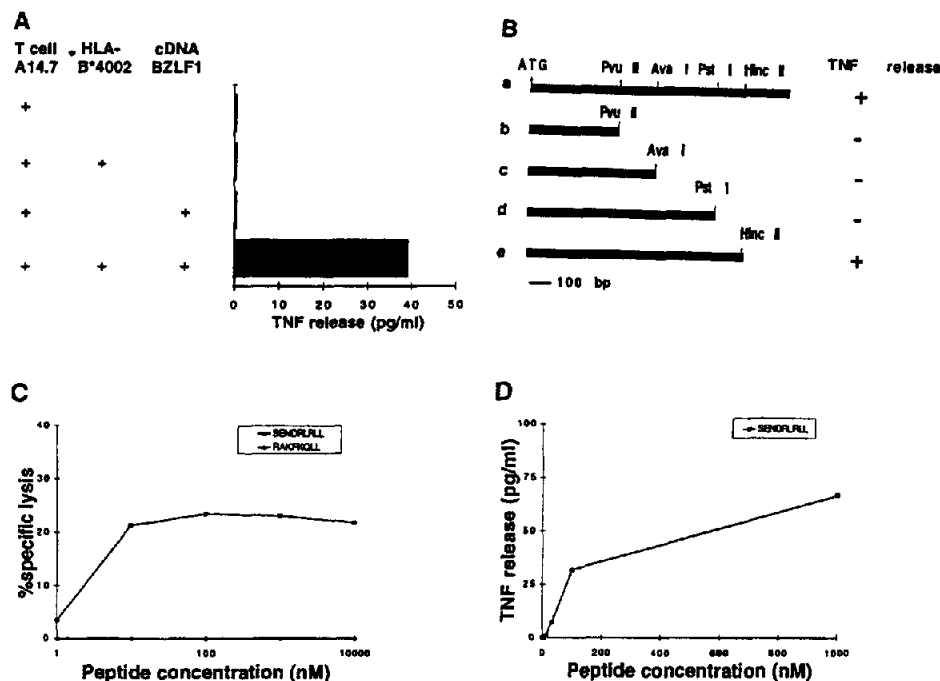 A
T cell HLA- cDNA
A14.7 B*4002 BZLF1
+
+ +
+ +
+ + +
0 10 20 30 40 50
TNF release (pg/ml)
B
ATG Pvu II Ava I Pst I Hinc II TNF release
a +
Pvu II
b -
Ava I
c -
Pst I
d -
Hinc II
e +
100 bp
C
40
30
20
10
0
%specific lysis
SENDRLRLL
RAKFKQLL
1 100 10000
Peptide concentration (nM)
D
100
75
50
25
0
TNF release (pg/ml)
SENDRLRLL
0 200 400 600 800 1000
Peptide concentration (nM)